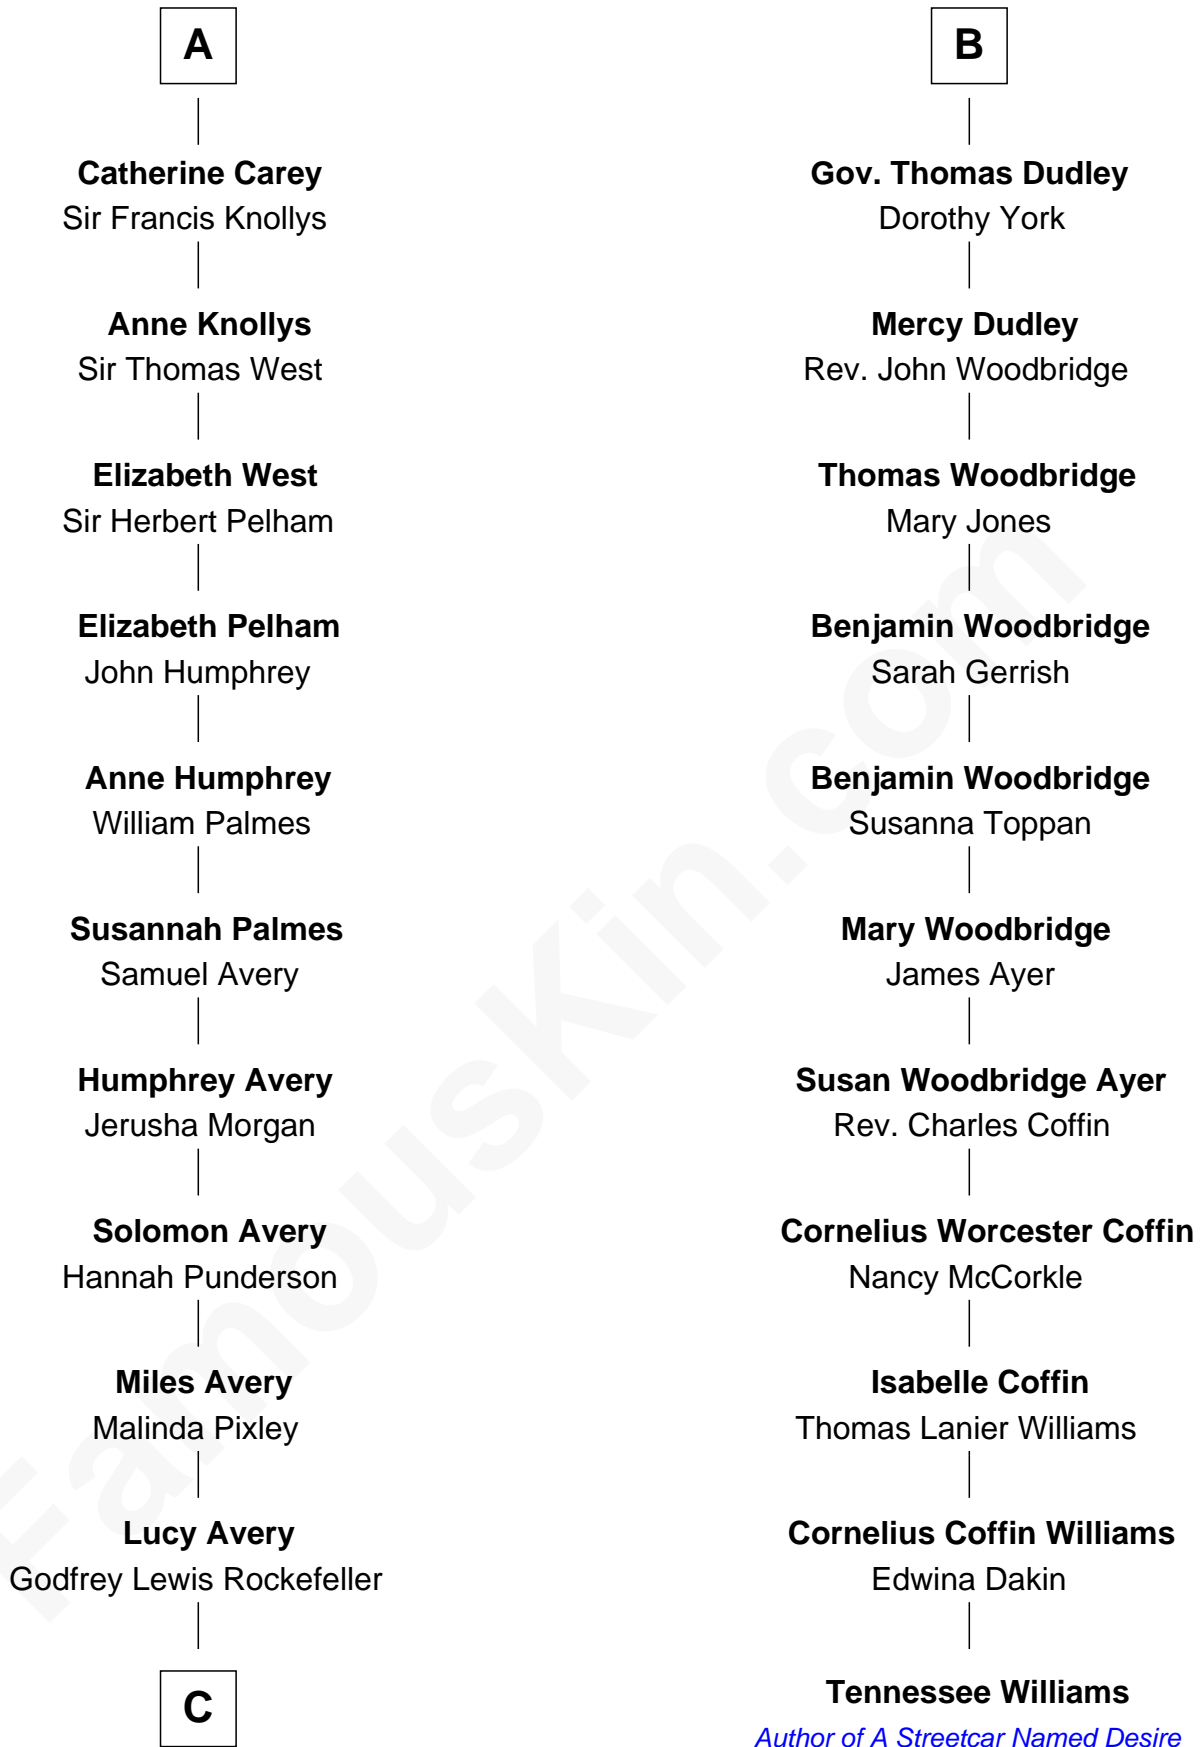 A
Catherine Carey
Sir Francis Knollys
Anne Knollys
Sir Thomas West
Elizabeth West
Sir Herbert Pelham
Elizabeth Pelham
John Humphrey
Anne Humphrey
William Palmes
Susannah Palmes
Samuel Avery
Humphrey Avery
Jerusha Morgan
Solomon Avery
Hannah Punderson
Miles Avery
Malinda Pixley
Lucy Avery
Godfrey Lewis Rockefeller
C
B
Gov. Thomas Dudley
Dorothy York
Mercy Dudley
Rev. John Woodbridge
Thomas Woodbridge
Mary Jones
Benjamin Woodbridge
Sarah Gerrish
Benjamin Woodbridge
Susanna Toppan
Mary Woodbridge
James Ayer
Susan Woodbridge Ayer
Rev. Charles Coffin
Cornelius Worcester Coffin
Nancy McCorkle
Isabelle Coffin
Thomas Lanier Williams
Cornelius Coffin Williams
Edwina Dakin
Tennessee Williams
Author of A Streetcar Named Desire
FamousKin.com